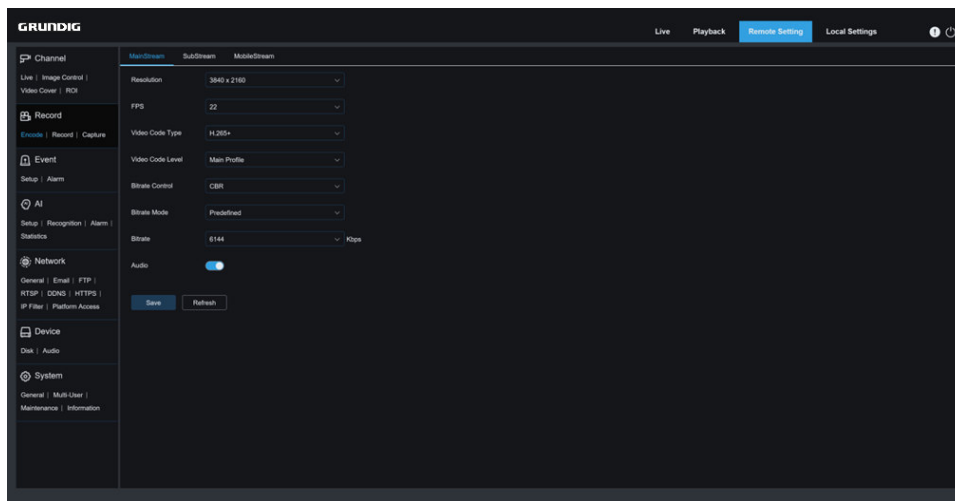 GRUNDIG
Live Playback Remote Setting Local Settings
Channel
Live | Image Control |
Video Cover | ROI
Record
Encode | Record | Capture
Event
Setup | Alarm
AI
Setup | Recognition | Alarm |
Statistics
Network
General | Email | FTP |
RTSP | DDNS | HTTPS |
IP Filter | Platform Access
Device
Disk | Audio
System
General | Multi-User |
Maintenance | Information
MainStream SubStream MobileStream
Resolution 3840 x 2160
FPS 22
Video Code Type H.265+
Video Code Level Main Profile
Bitrate Control CBR
Bitrate Mode Predefined
Bitrate 6144 Kbps
Audio
Save Refresh